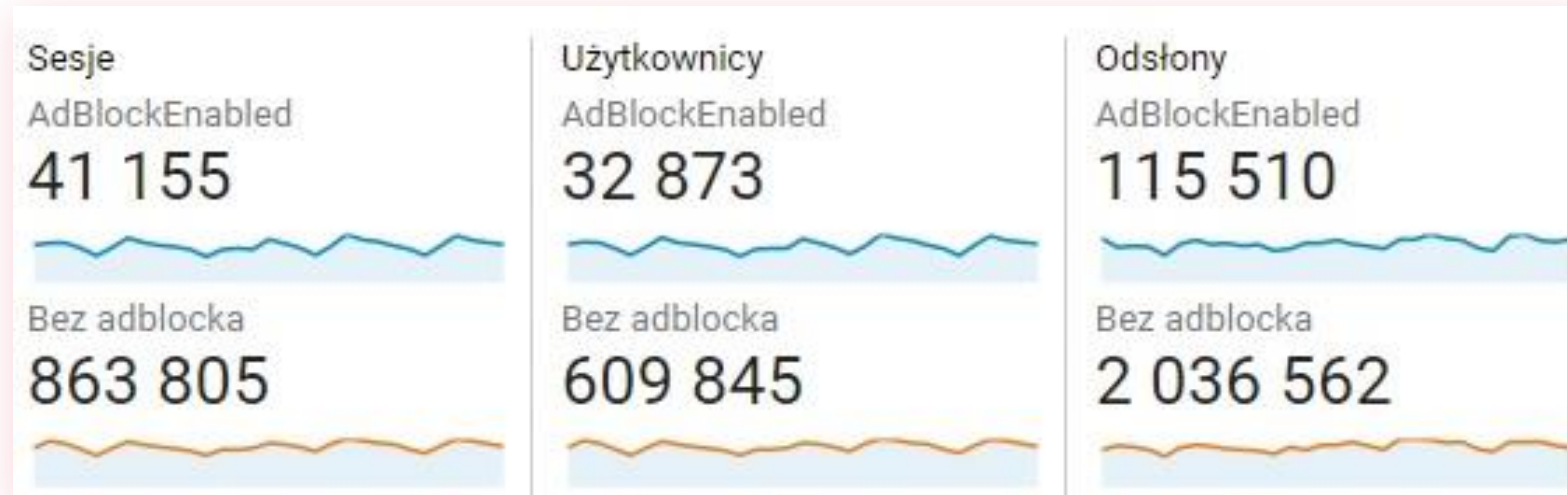 Sesje
AdBlockEnabled
41 155
Bez adblocka
863 805
Użytkownicy
AdBlockEnabled
32 873
Bez adblocka
609 845
Odsłony
AdBlockEnabled
115 510
Bez adblocka
2 036 562